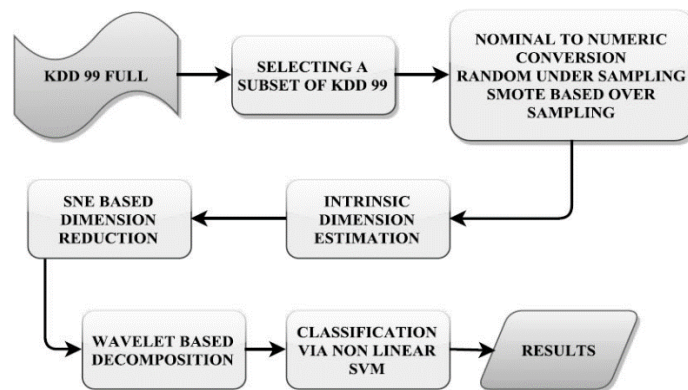 KDD 99 FULL
SELECTING A
SUBSET OF KDD 99
NOMINAL TO NUMERIC
CONVERSION
RANDOM UNDER SAMPLING
SMOTE BASED OVER
SAMPLING
SNE BASED
DIMENSION
REDUCTION
INTRINSIC
DIMENSION
ESTIMATION
WAVELET BASED
DECOMPOSITION
CLASSIFICATION
VIA NON LINEAR
SVM
RESULTS